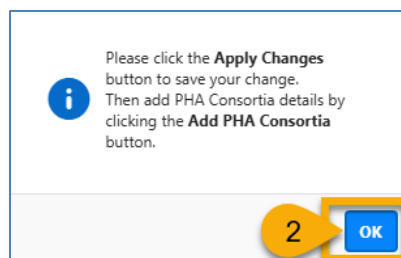 Please click the Apply Changes
button to save your change.
Then add PHA Consortia details by
clicking the Add PHA Consortia
button.
2
OK